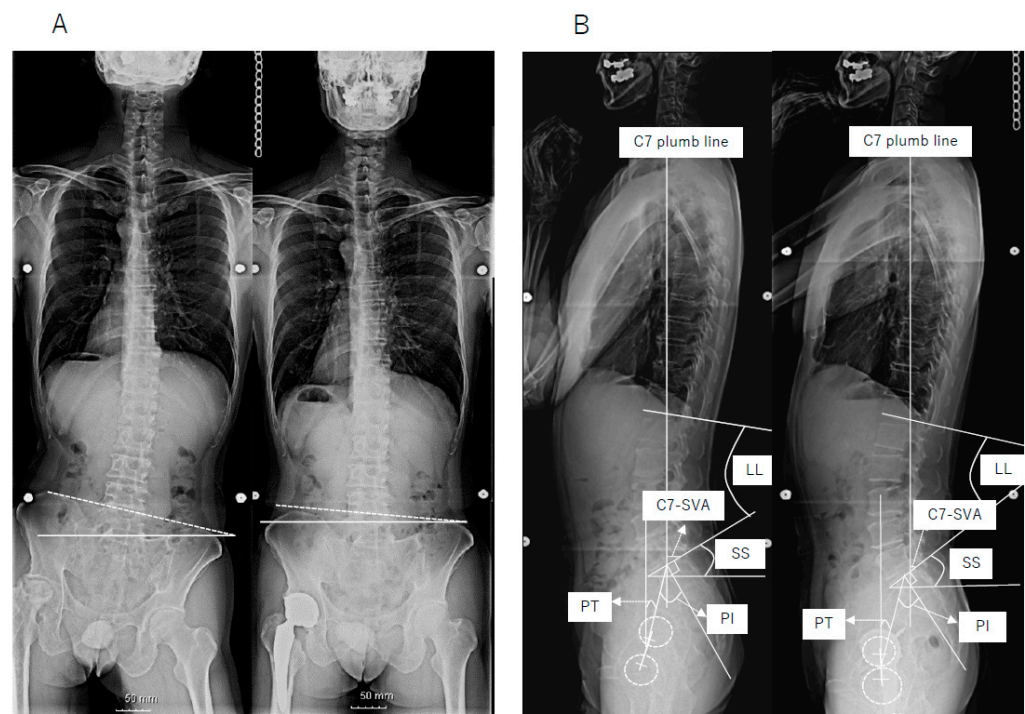 A
B
C7 plumb line
C7 plumb line
LL
LL
C7-SVA
C7-SVA
SS
SS
PT
PI
PT
PI
50 mm
50 mm